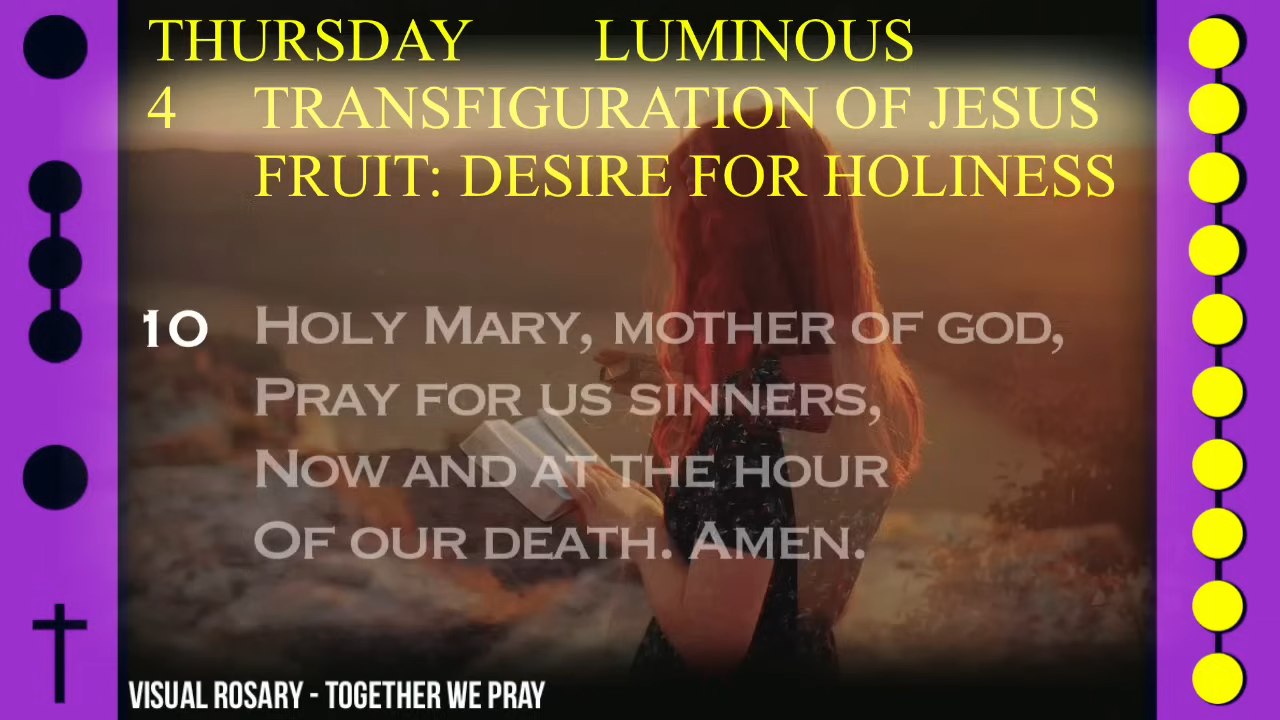 THURSDAY LUMINOUS
4 TRANSFIGURATION OF JESUS
FRUIT: DESIRE FOR HOLINESS
10 HOLY MARY, MOTHER OF GOD,
PRAY FOR US SINNERS,
NOW AND AT THE HOUR
OF OUR DEATH. AMEN.
VISUAL ROSARY - TOGETHER WE PRAY